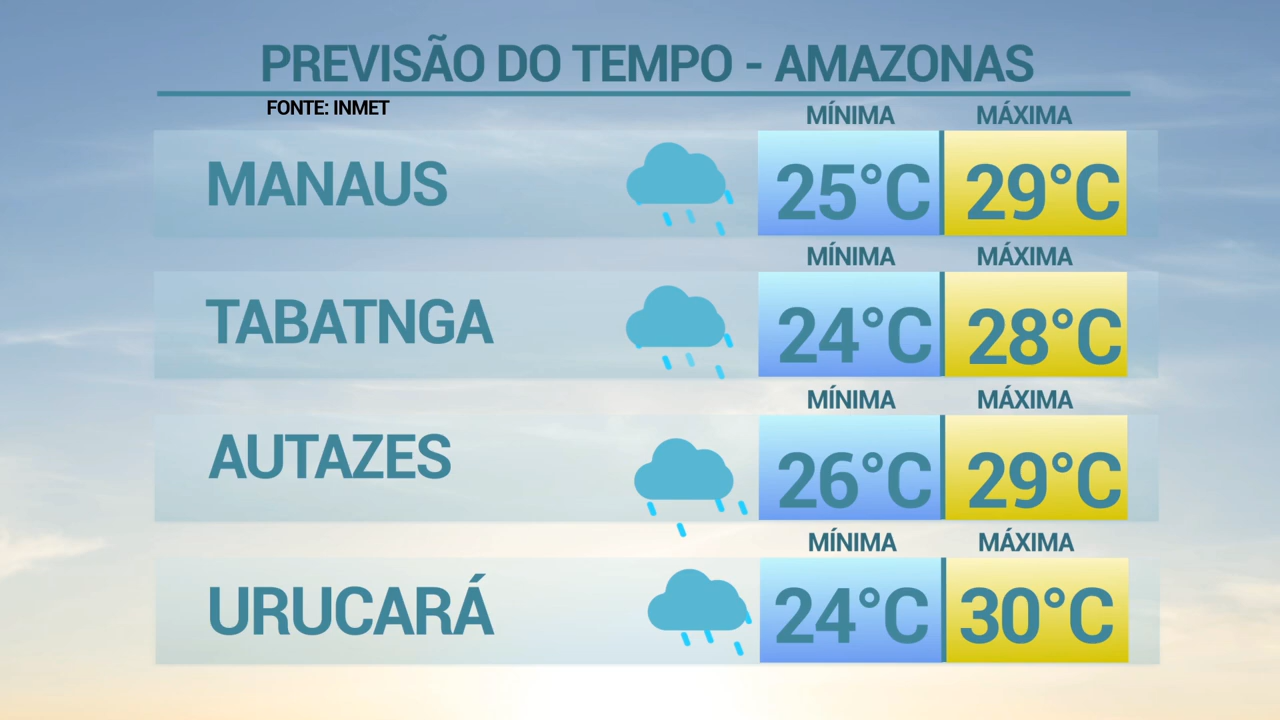 PREVISÃO DO TEMPO - AMAZONAS
FONTE: INMET
MÍNIMA MÁXIMA
MANAUS 25°C 29°C
MÍNIMA MÁXIMA
TABATNGA 24°C 28°C
MÍNIMA MÁXIMA
AUTAZES 26°C 29°C
MÍNIMA MÁXIMA
URUCARÁ 24°C 30°C